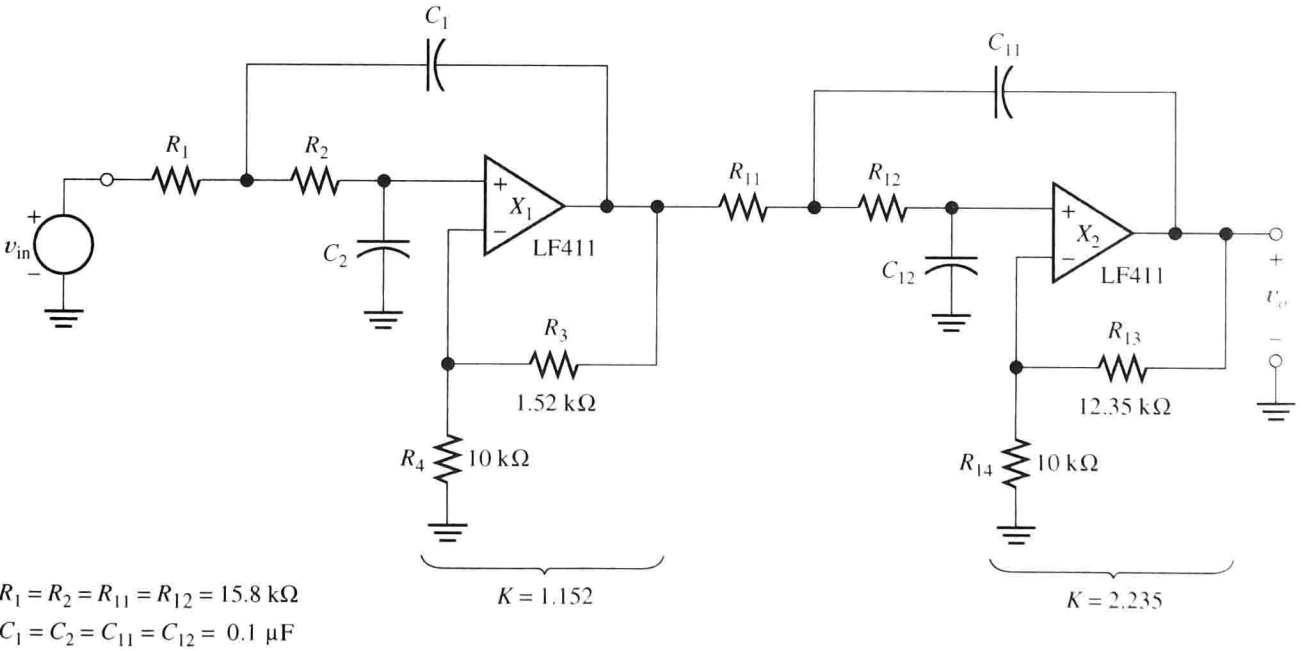 C₁
C₁₁
R₁
R₂
R₁₁
R₁₂
+
X₁
−
LF411
+
X₂
−
LF411
+
vᵢₙ
−
C₂
C₁₂
+
vₒ
−
R₃
1.52 kΩ
R₁₃
12.35 kΩ
R₄ 10 kΩ
R₁₄ 10 kΩ
K = 1.152
K = 2.235
R₁ = R₂ = R₁₁ = R₁₂ = 15.8 kΩ
C₁ = C₂ = C₁₁ = C₁₂ = 0.1 μF